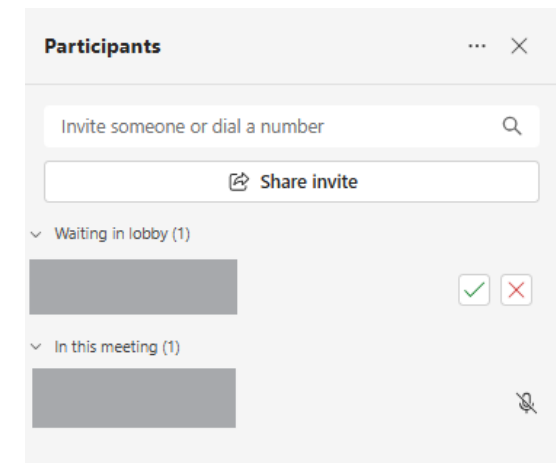 Participants
Invite someone or dial a number
Share invite
Waiting in lobby (1)
In this meeting (1)